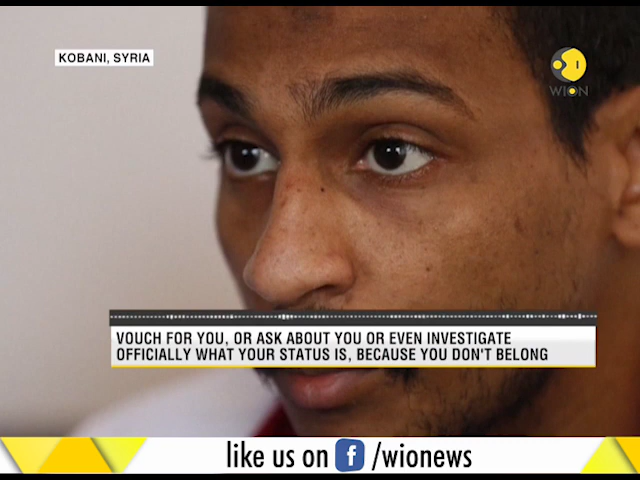 KOBANI, SYRIA
WION
VOUCH FOR YOU, OR ASK ABOUT YOU OR EVEN INVESTIGATE
OFFICIALLY WHAT YOUR STATUS IS, BECAUSE YOU DON'T BELONG
like us on f /wionews